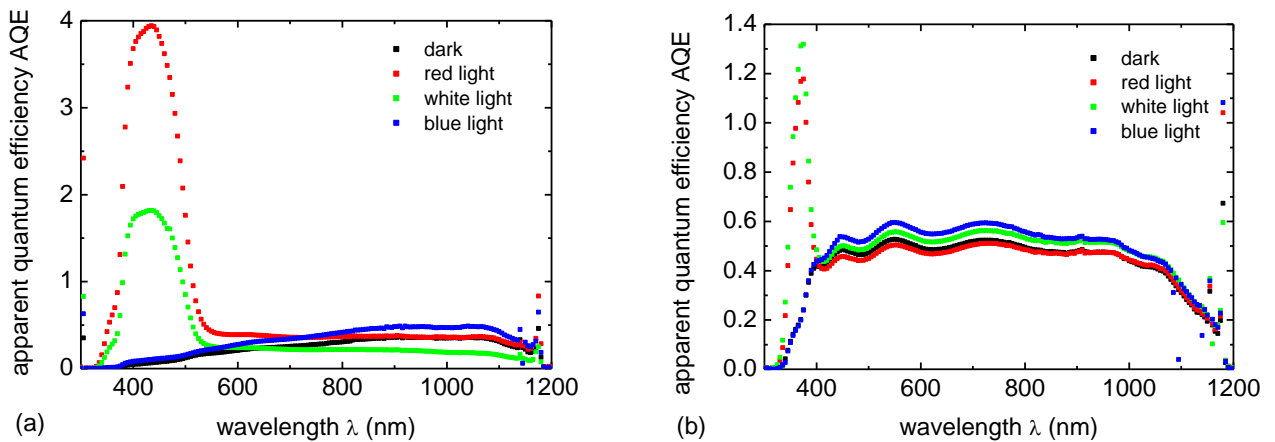 apparent quantum efficiency AQE
4
3
2
1
0
dark
red light
white light
blue light
400
600
800
1000
1200
(a)
wavelength λ (nm)
apparent quantum efficiency AQE
1.4
1.2
1.0
0.8
0.6
0.4
0.2
0.0
dark
red light
white light
blue light
400
600
800
1000
1200
(b)
wavelength λ (nm)